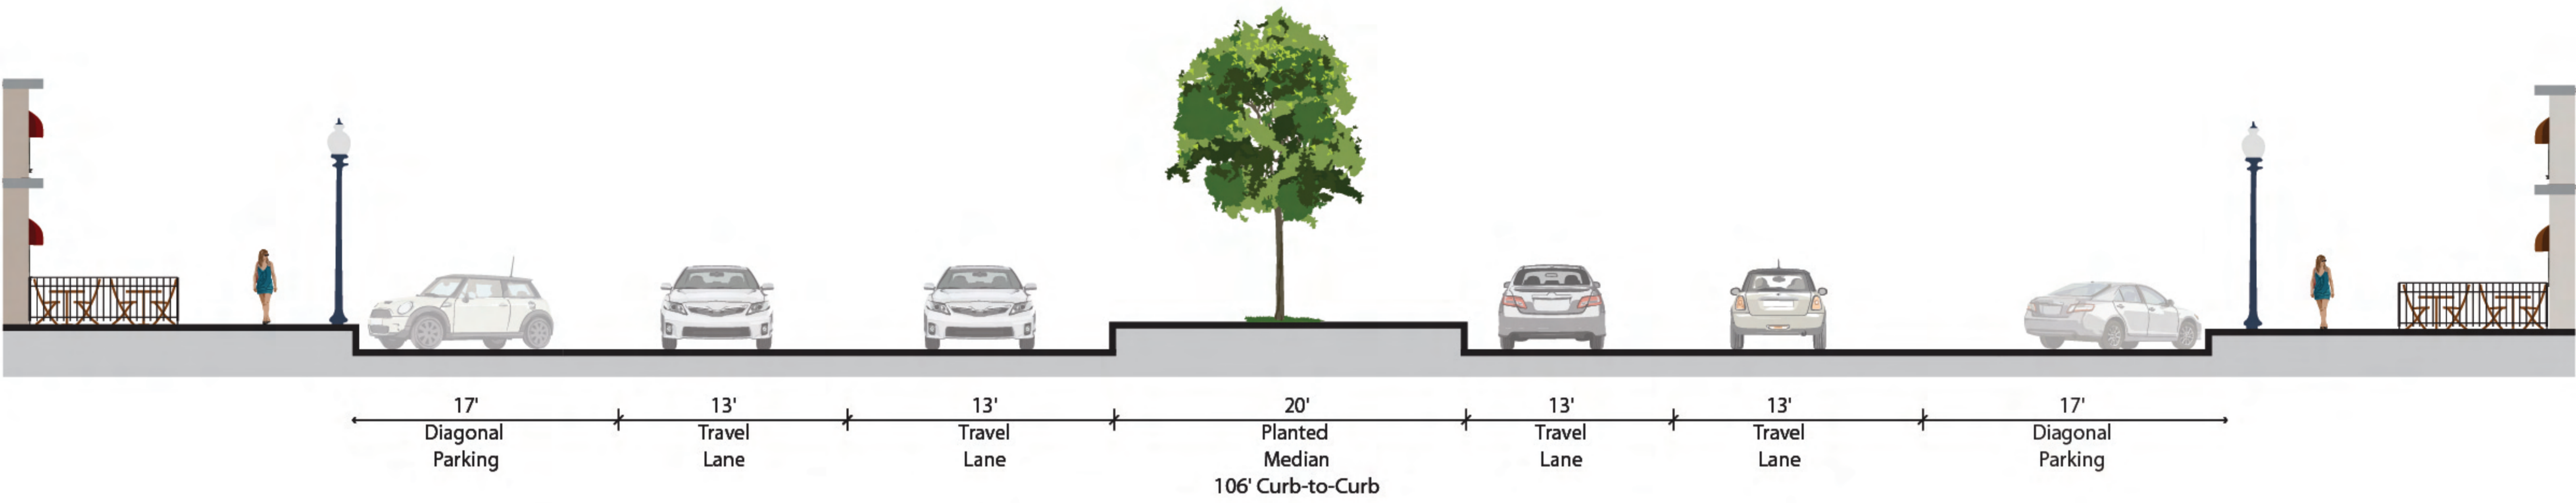 17' 13' 13' 20' 13' 13' 17'
Diagonal Travel Travel Planted Travel Travel Diagonal
Parking Lane Lane Median Lane Lane Parking
106' Curb-to-Curb